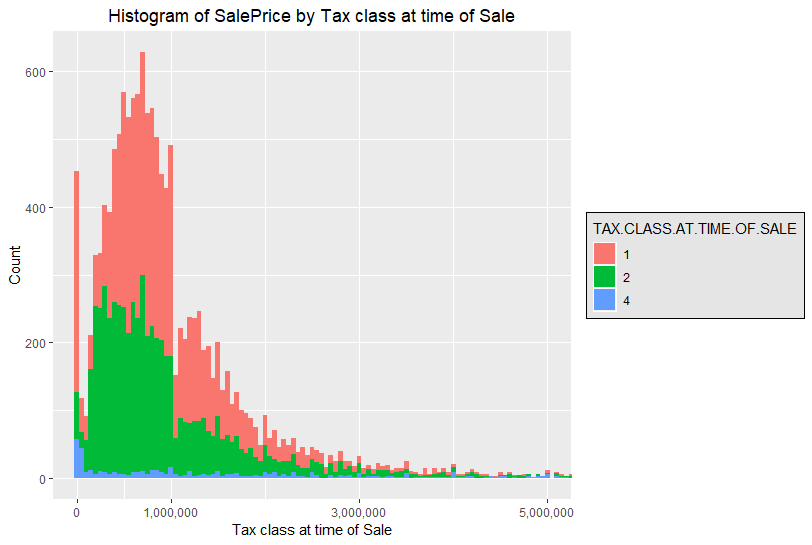 Histogram of SalePrice by Tax class at time of Sale
600
400
200
0
Count
0 1,000,000 3,000,000 5,000,000
Tax class at time of Sale
TAX.CLASS.AT.TIME.OF.SALE
1
2
4